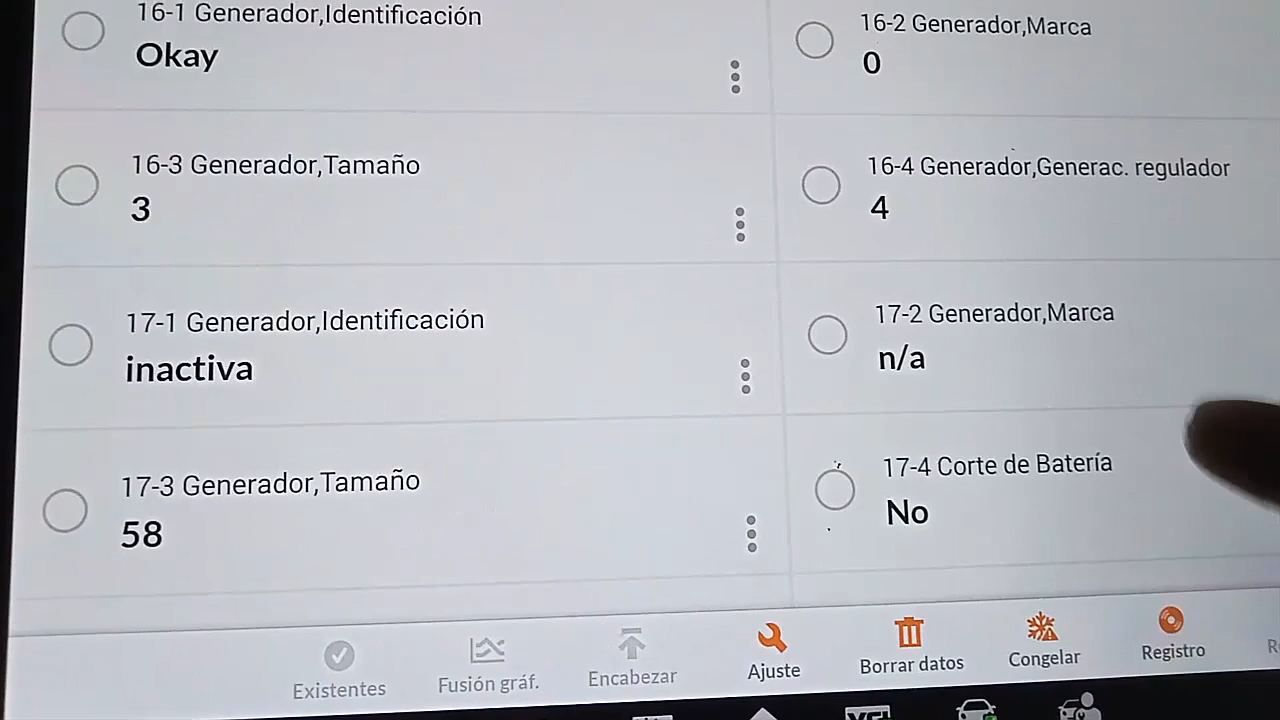 16-1 Generador,Identificación
Okay
16-2 Generador,Marca
0
16-3 Generador,Tamaño
3
16-4 Generador,Generac. regulador
4
17-1 Generador,Identificación
inactiva
17-2 Generador,Marca
n/a
17-3 Generador,Tamaño
58
17-4 Corte de Batería
No
Existentes
Fusión gráf.
Encabezar
Ajuste
Borrar datos
Congelar
Registro